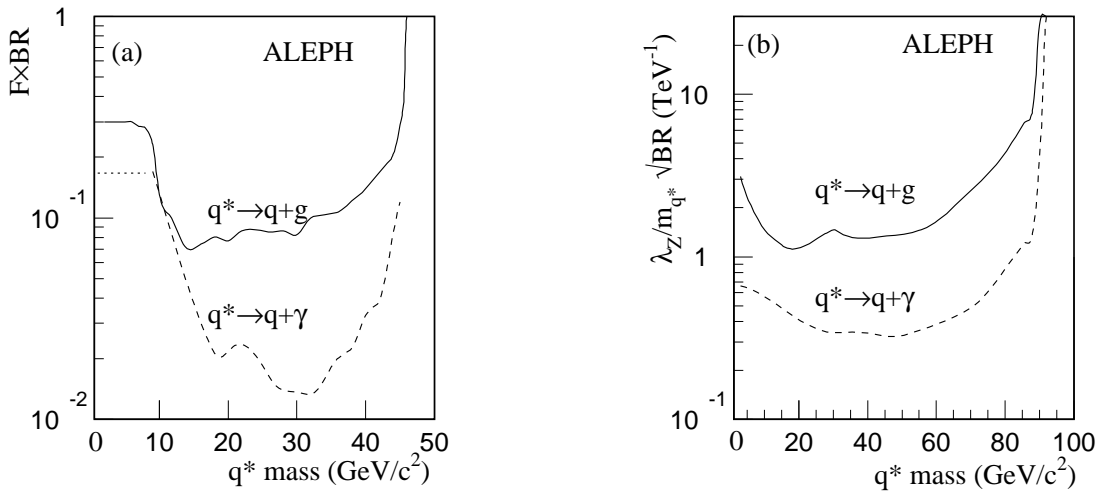 F×BR
1
10^-1
10^-2
(a)
ALEPH
q*→q+g
q*→q+γ
0 10 20 30 40 50
q* mass (GeV/c^2)
λ_Z/m_q* √BR (TeV^-1)
10
1
10^-1
(b)
ALEPH
q*→q+g
q*→q+γ
0 20 40 60 80 100
q* mass (GeV/c^2)